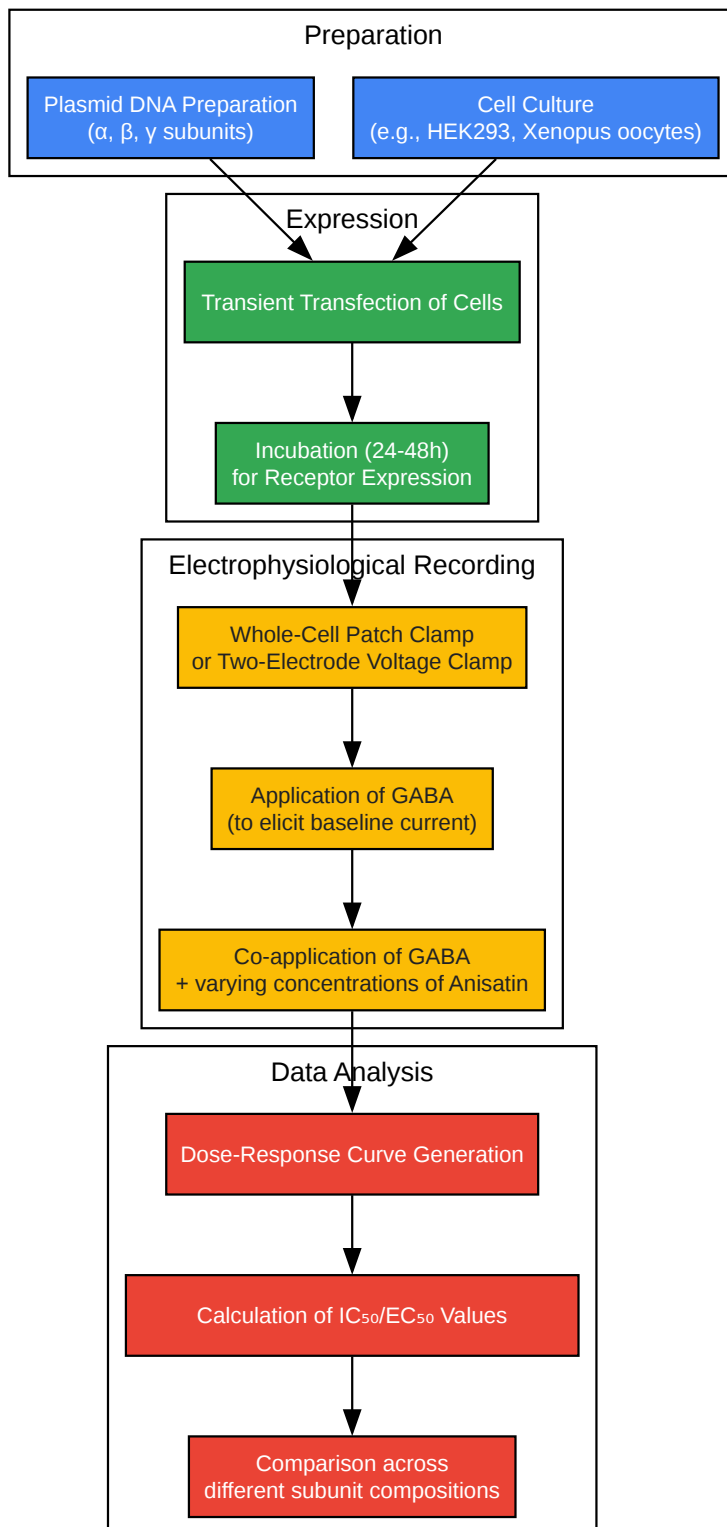 Preparation
Plasmid DNA Preparation
(α, β, γ subunits)
Cell Culture
(e.g., HEK293, Xenopus oocytes)
Expression
Transient Transfection of Cells
Incubation (24-48h)
for Receptor Expression
Electrophysiological Recording
Whole-Cell Patch Clamp
or Two-Electrode Voltage Clamp
Application of GABA
(to elicit baseline current)
Co-application of GABA
+ varying concentrations of Anisatin
Data Analysis
Dose-Response Curve Generation
Calculation of IC₅₀/EC₅₀ Values
Comparison across
different subunit compositions